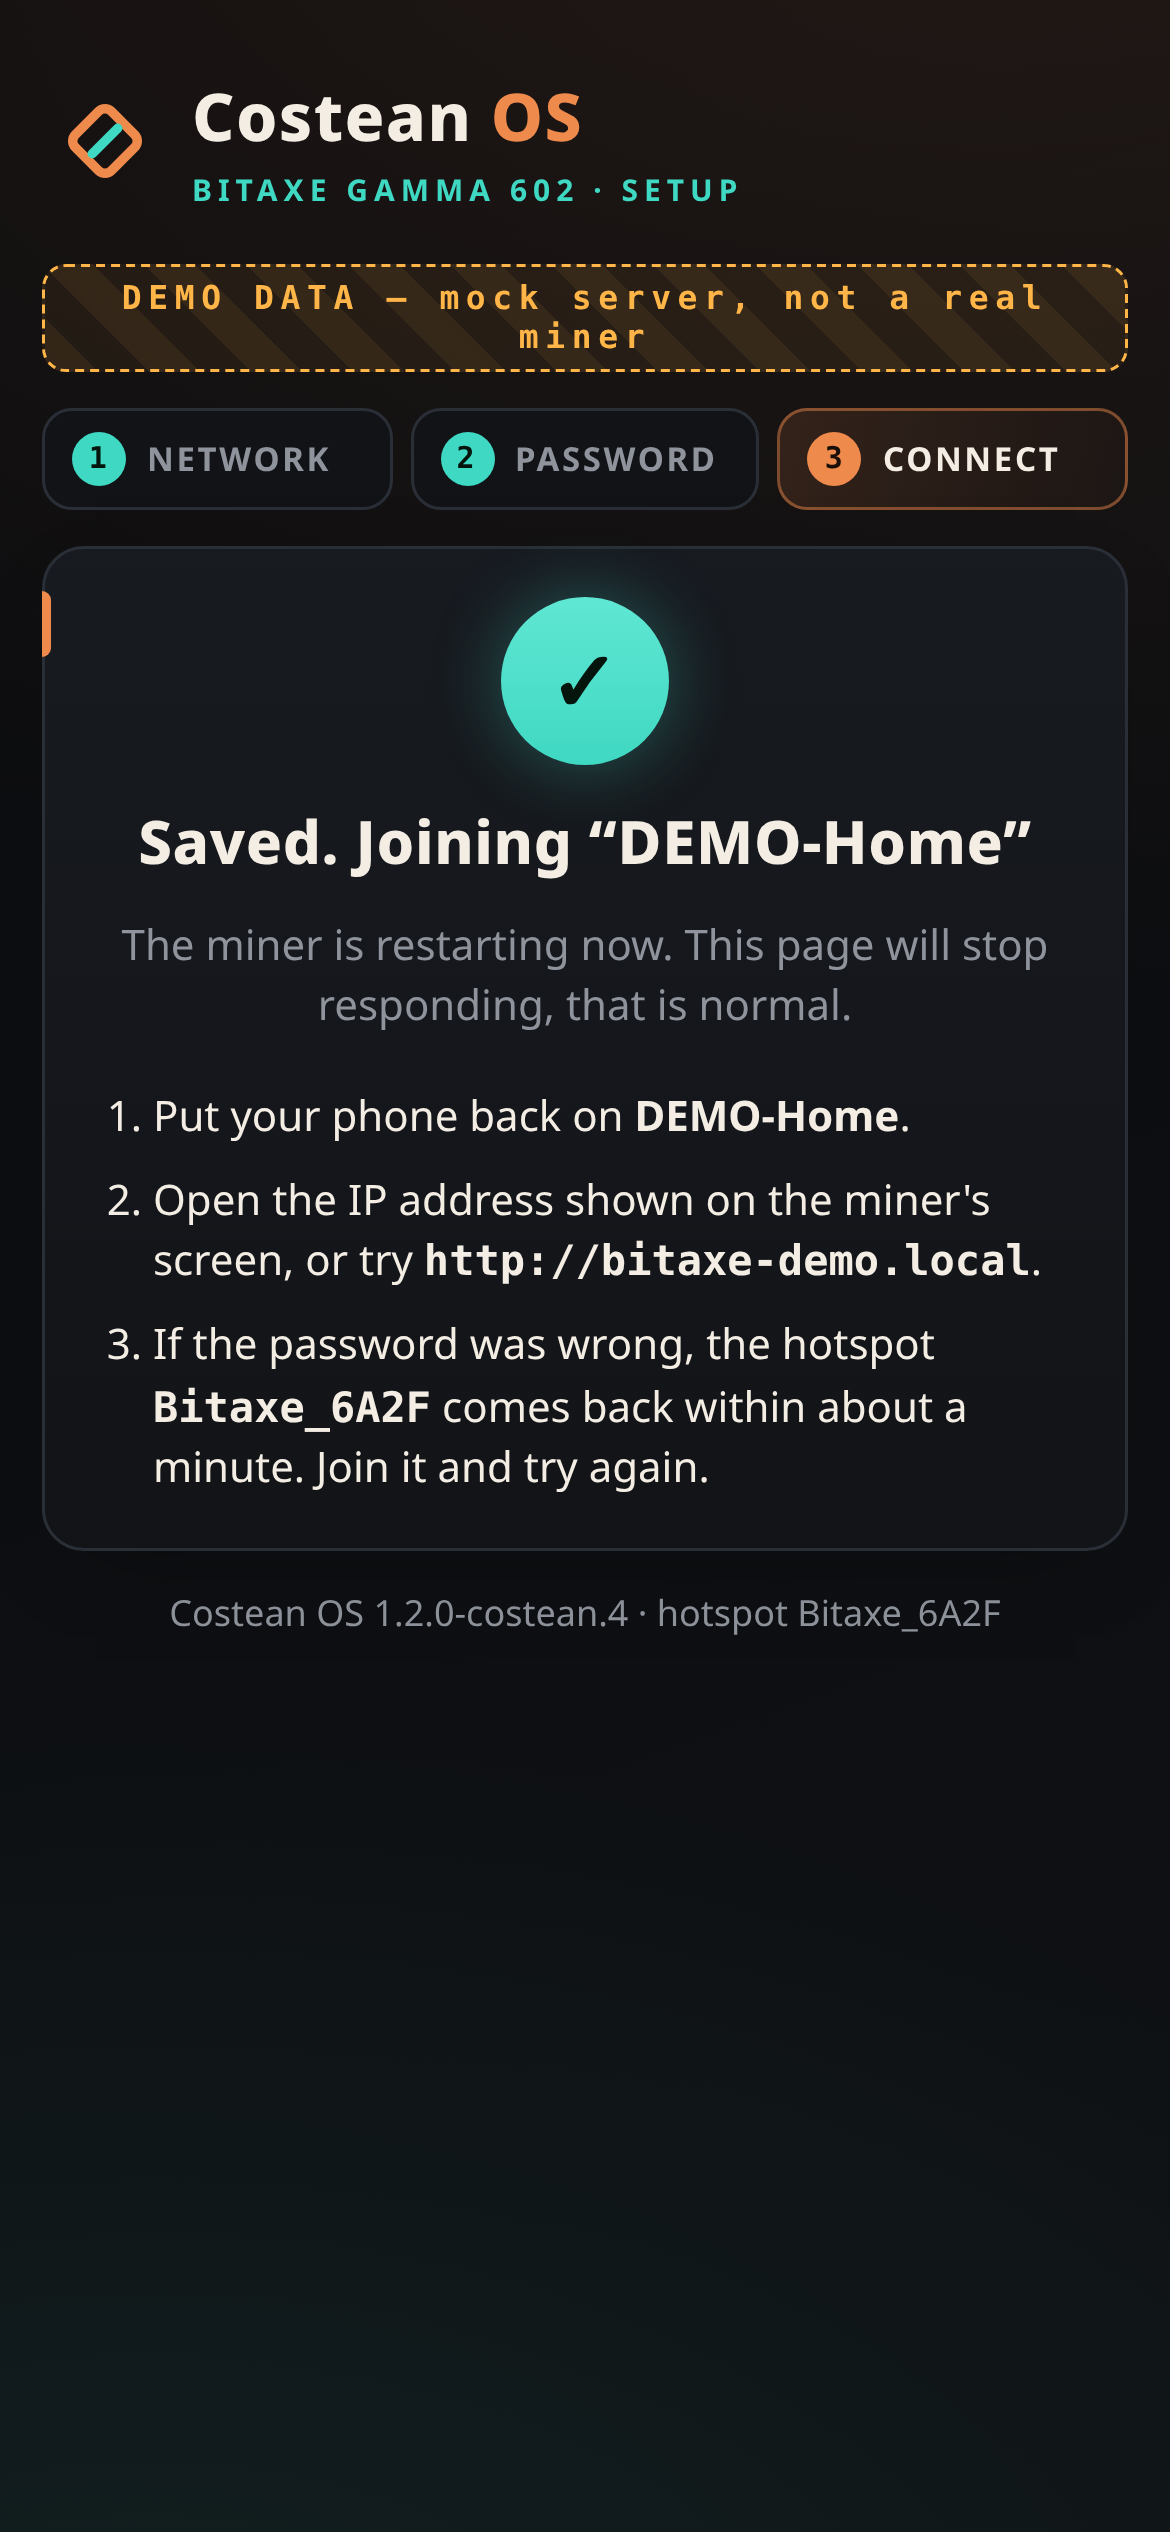 Costean OS
BITAXE GAMMA 602 · SETUP
DEMO DATA — mock server, not a real
miner
1 NETWORK
2 PASSWORD
3 CONNECT
✓
Saved. Joining “DEMO-Home”
The miner is restarting now. This page will stop
responding, that is normal.
1. Put your phone back on DEMO-Home.
2. Open the IP address shown on the miner's
screen, or try http://bitaxe-demo.local.
3. If the password was wrong, the hotspot
Bitaxe_6A2F comes back within about a
minute. Join it and try again.
Costean OS 1.2.0-costean.4 · hotspot Bitaxe_6A2F